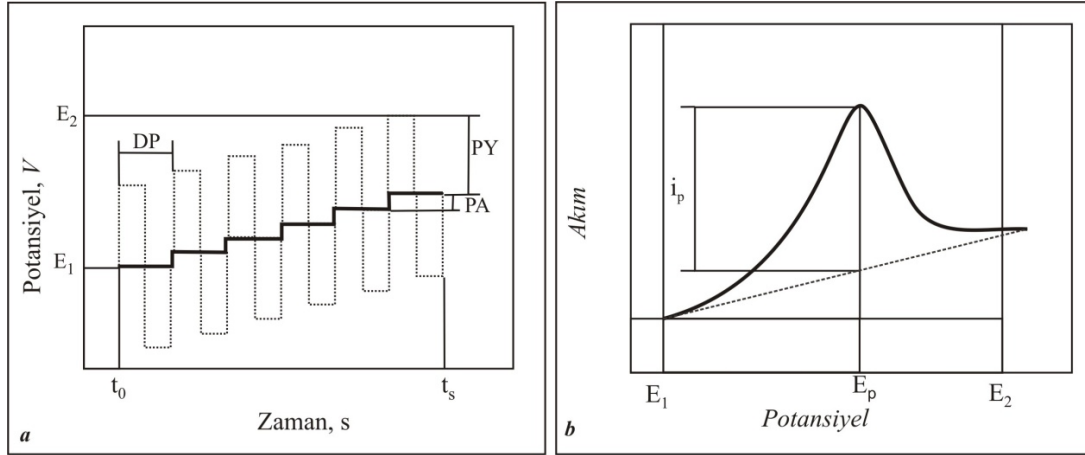 E2
DP
PY
PA
E1
Potansiyel, V
t0
ts
Zaman, s
a
Akım
ip
E1
Ep
E2
Potansiyel
b